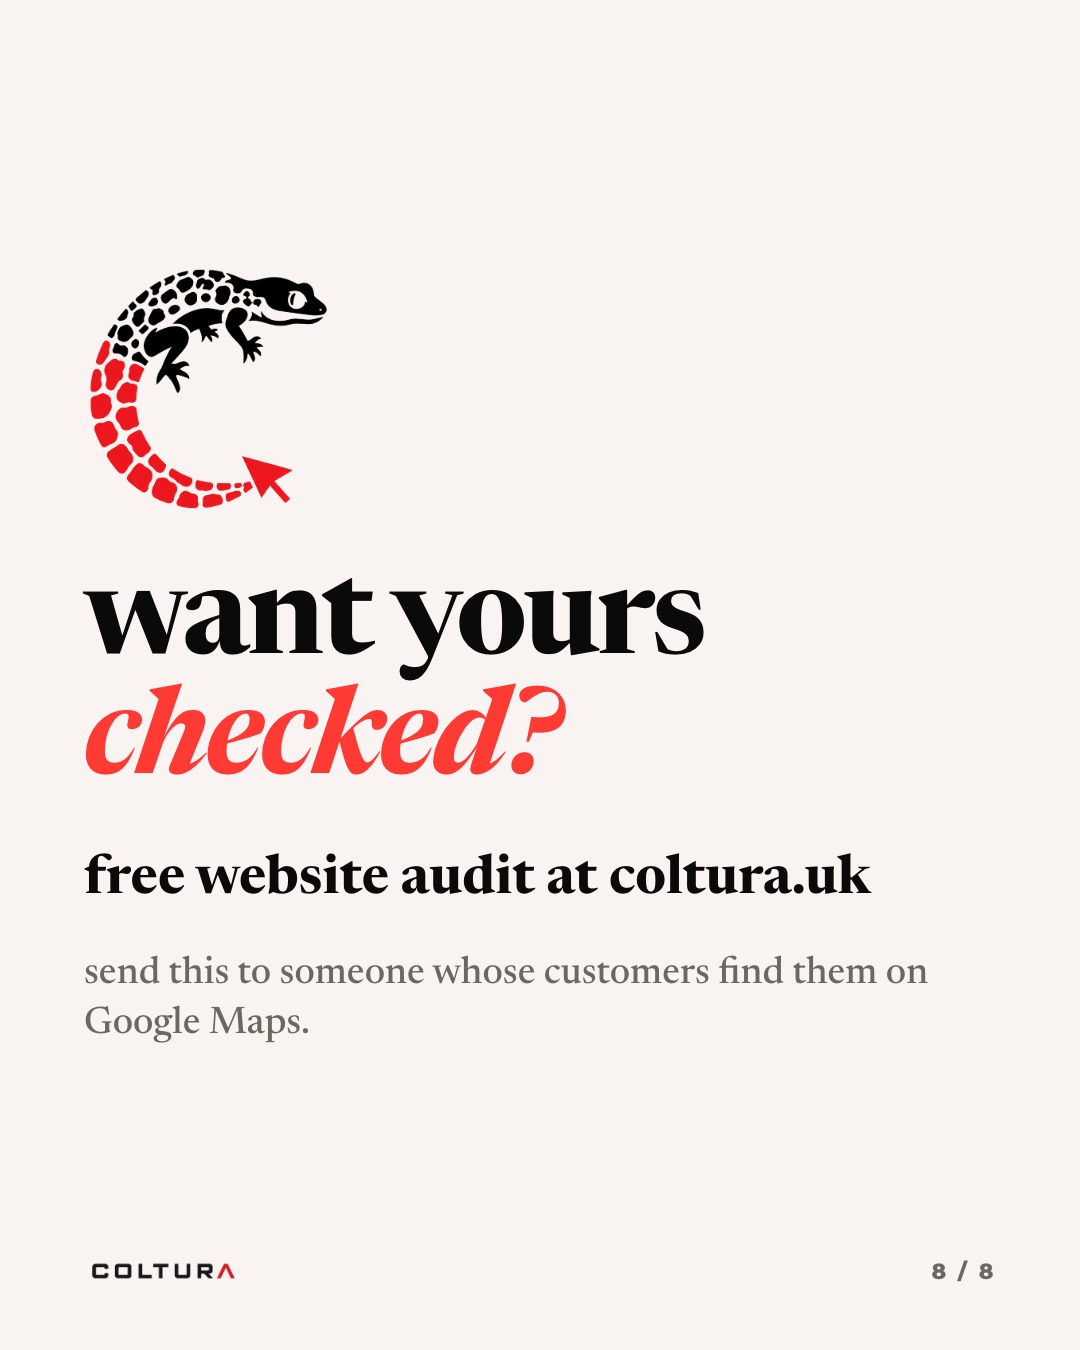 want yours
checked?
free website audit at coltura.uk
send this to someone whose customers find them on
Google Maps.
COLTURA
8 / 8